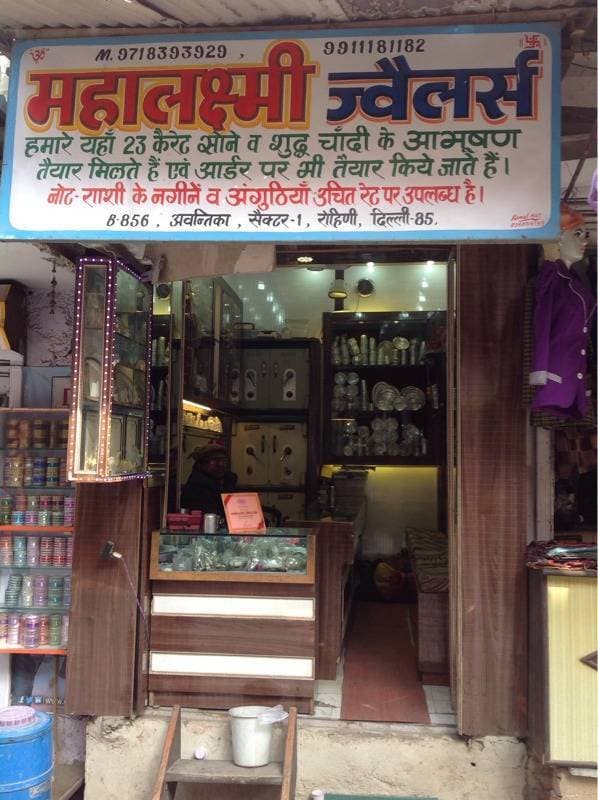 ॐ M. 9718393929 , 9911181182 卐
महालक्ष्मी ज्वैलर्स
हमारे यहाँ 23 कैरेट सोने व शुद्ध चाँदी के आभूषण
तैयार मिलते हैं एवं आर्डर पर भी तैयार किये जाते हैं।
नोट- राशी के नगीनें व अंगुठियाँ उचित रेट पर उपलब्ध है।
B-856 , अवन्तिका , सैक्टर-1 , रोहिणी , दिल्ली-85.